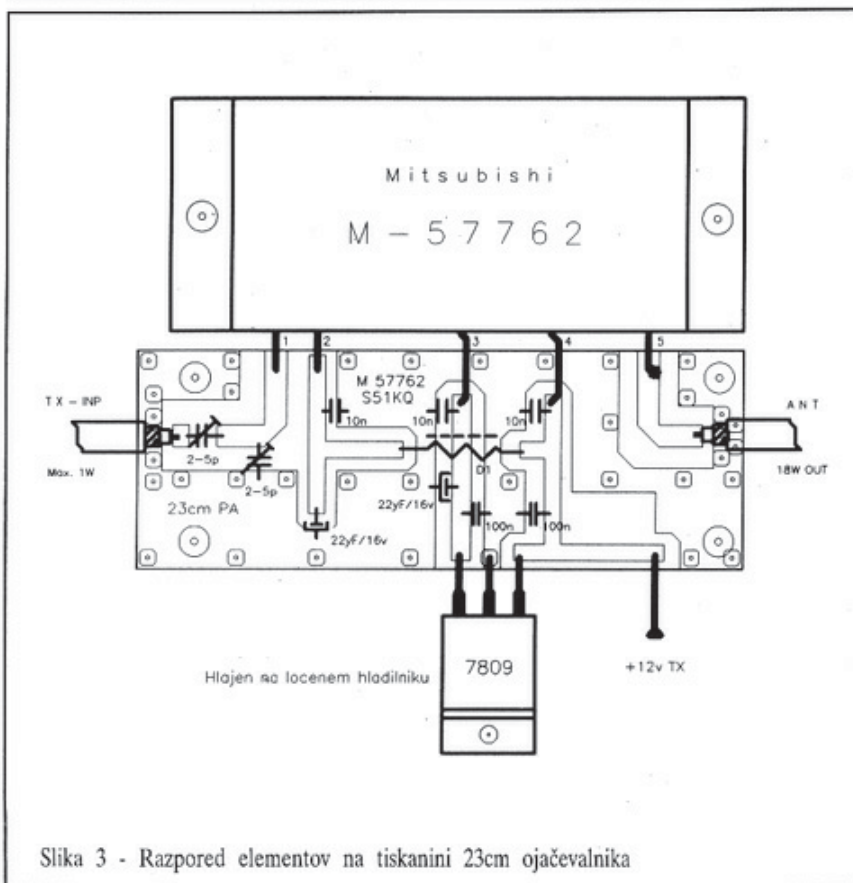 Mitsubishi
M-57762
1 2 3 4 5
M 57762
S51KQ
TX-INP
ANT
10n
10n
10n
2-5p
D1
Max. 1W
18W OUT
2-5p
22yF/16v
23cm PA
100n
100n
22yF/16v
7809
+12v TX
Hlajen na locenem hladilniku
Slika 3 - Razpored elementov na tiskanini 23cm ojačevalnika